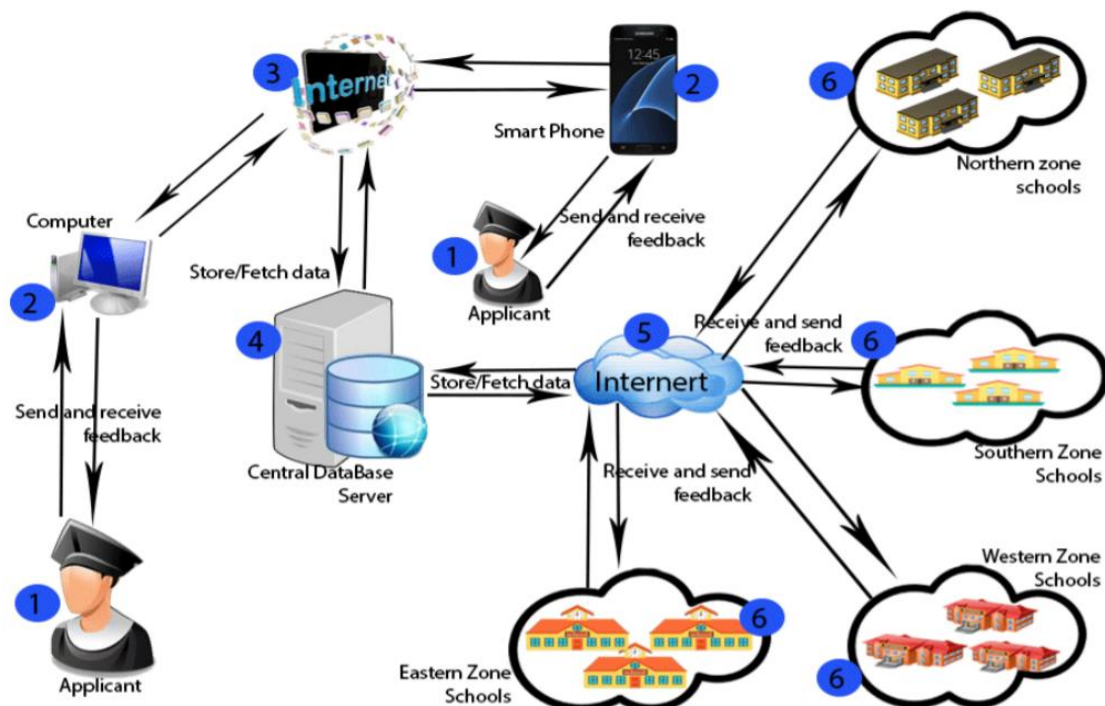 3
Internet
SAMSUNG
12:45
2
Smart Phone
6
Northern zone
schools
Computer
2
Send and receive
feedback
1
Applicant
Store/Fetch data
4
Central DataBase
Server
Store/Fetch data
5
Internert
Receive and send
feedback
6
Southern Zone
Schools
Send and receive
feedback
1
Applicant
Receive and send
feedback
6
Eastern Zone
Schools
Western Zone
Schools
6